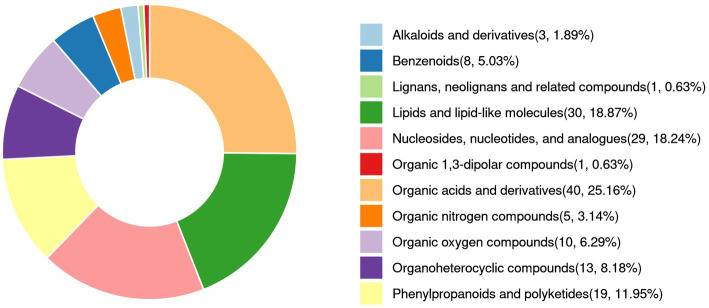 Alkaloids and derivatives(3, 1.89%)
Benzenoids(8, 5.03%)
Lignans, neolignans and related compounds(1, 0.63%)
Lipids and lipid-like molecules(30, 18.87%)
Nucleosides, nucleotides, and analogues(29, 18.24%)
Organic 1,3-dipolar compounds(1, 0.63%)
Organic acids and derivatives(40, 25.16%)
Organic nitrogen compounds(5, 3.14%)
Organic oxygen compounds(10, 6.29%)
Organoheterocyclic compounds(13, 8.18%)
Phenylpropanoids and polyketides(19, 11.95%)